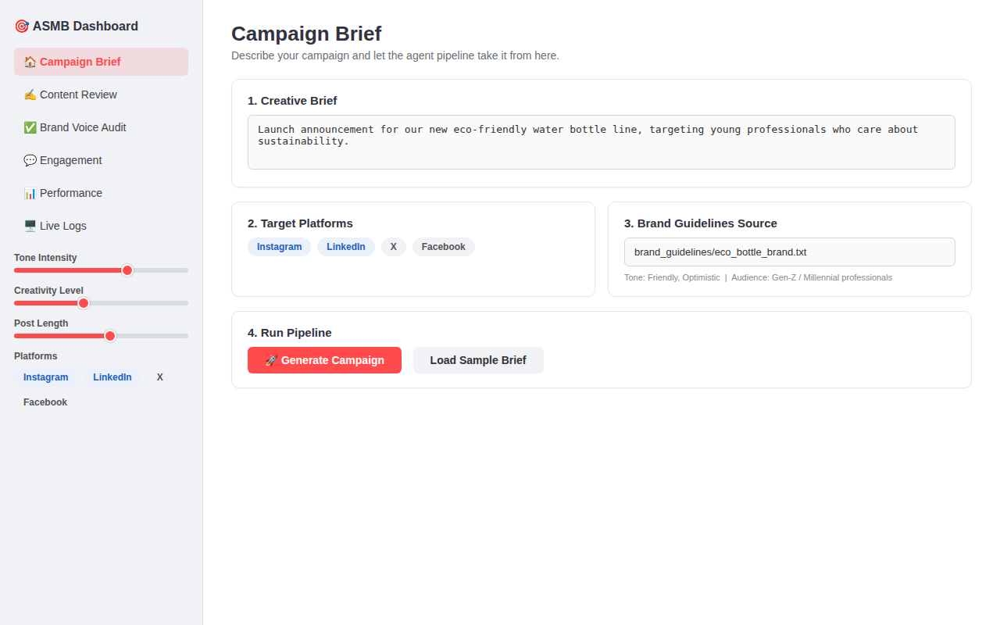 🎯 ASMB Dashboard
🏠 Campaign Brief
✍️ Content Review
✅ Brand Voice Audit
💬 Engagement
📊 Performance
🖥️ Live Logs
Tone Intensity
Creativity Level
Post Length
Platforms
Instagram LinkedIn X
Facebook
Campaign Brief
Describe your campaign and let the agent pipeline take it from here.
1. Creative Brief
Launch announcement for our new eco-friendly water bottle line, targeting young professionals who care about
sustainability.
2. Target Platforms
Instagram LinkedIn X Facebook
3. Brand Guidelines Source
brand_guidelines/eco_bottle_brand.txt
Tone: Friendly, Optimistic | Audience: Gen-Z / Millennial professionals
4. Run Pipeline
🚀 Generate Campaign Load Sample Brief